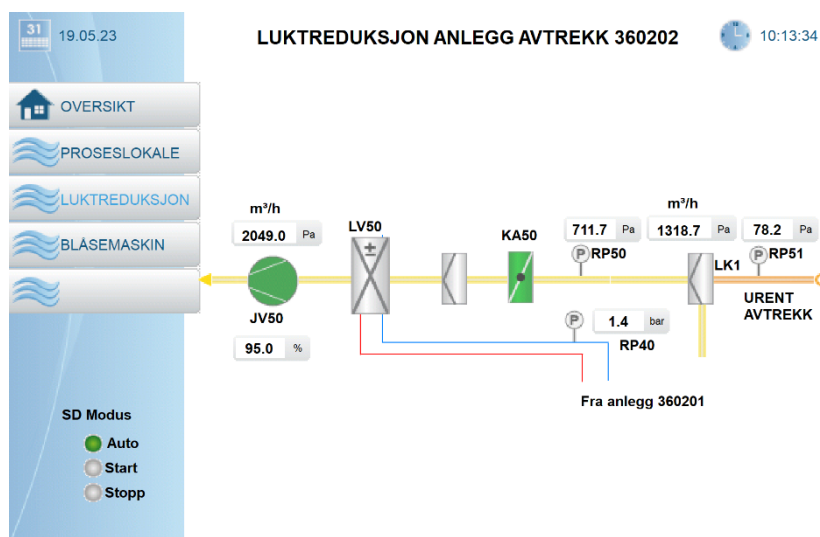 31
19.05.23
LUKTREDUKSJON ANLEGG AVTREKK 360202
10:13:34
OVERSIKT
PROSESLOKALE
LUKTREDUKSJON
BLÅSEMASKIN
m³/h
2049.0 Pa
LV50
KA50
711.7 Pa
RP50
m³/h
1318.7 Pa
78.2 Pa
RP51
LK1
URENT
AVTREKK
JV50
95.0 %
P
P
P
1.4 bar
RP40
Fra anlegg 360201
SD Modus
Auto
Start
Stopp